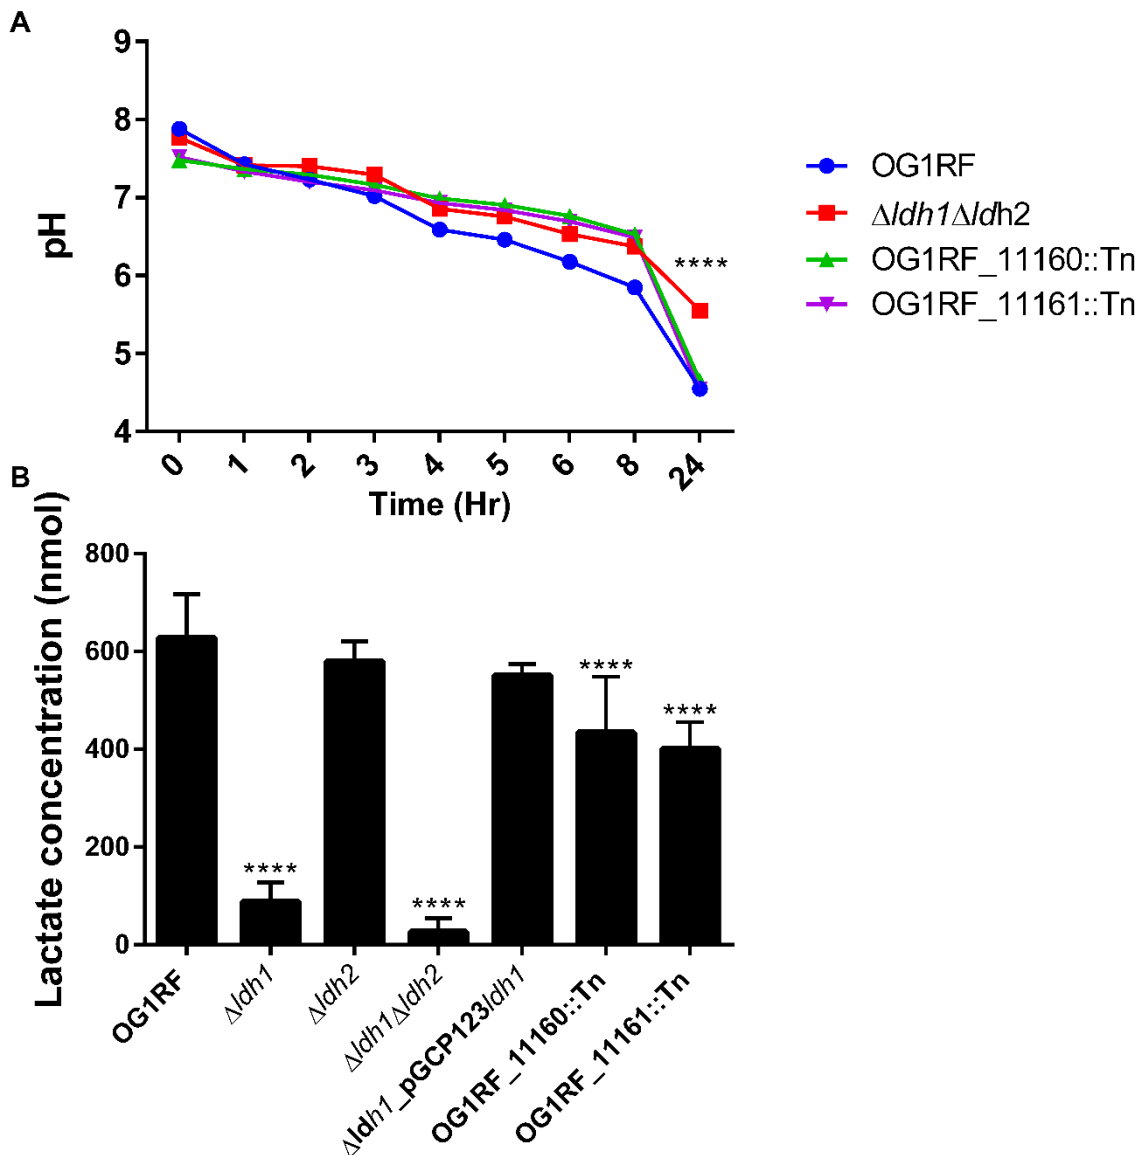 A
9
8
7
6
5
4
pH
0 1 2 3 4 5 6 8 24
Time (Hr)
****
OG1RF
Δldh1Δldh2
OG1RF_11160::Tn
OG1RF_11161::Tn
B
Lactate concentration (nmol)
800
600
400
200
0
****
****
****
****
OG1RF
Δldh1
Δldh2
Δldh1Δldh2
Δldh1_pGCP123ldh1
OG1RF_11160::Tn
OG1RF_11161::Tn